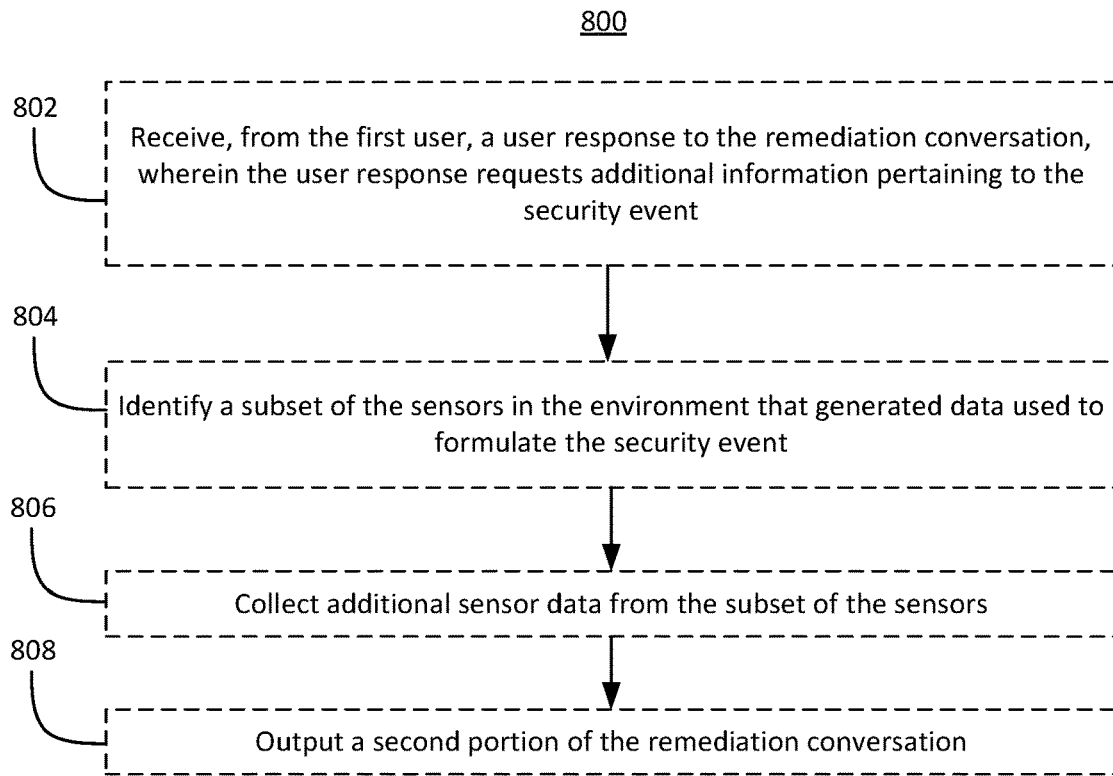 800
802
Receive, from the first user, a user response to the remediation conversation,
wherein the user response requests additional information pertaining to the
security event
804
Identify a subset of the sensors in the environment that generated data used to
formulate the security event
806
Collect additional sensor data from the subset of the sensors
808
Output a second portion of the remediation conversation